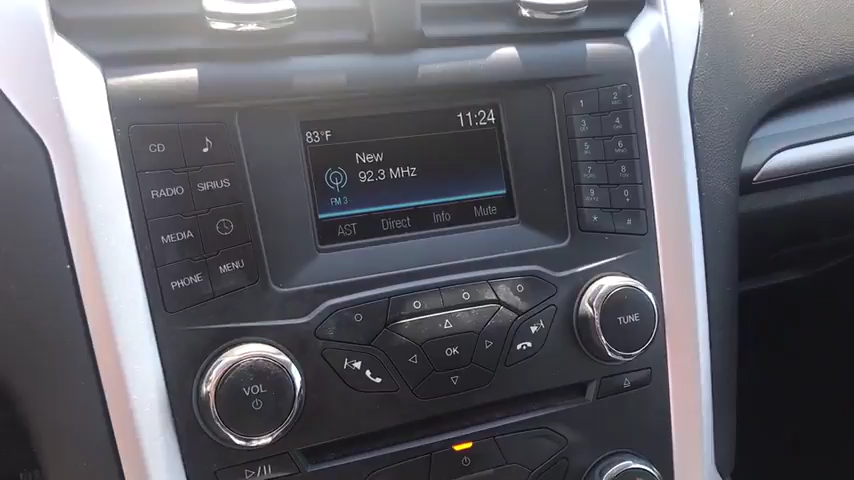 83°F
11:24
New
92.3 MHz
FM 3
AST Direct Info Mute
CD
RADIO SIRIUS
MEDIA
PHONE MENU
1 2
3 4
5 6
7 8
9 0
* #
VOL
OK
TUNE